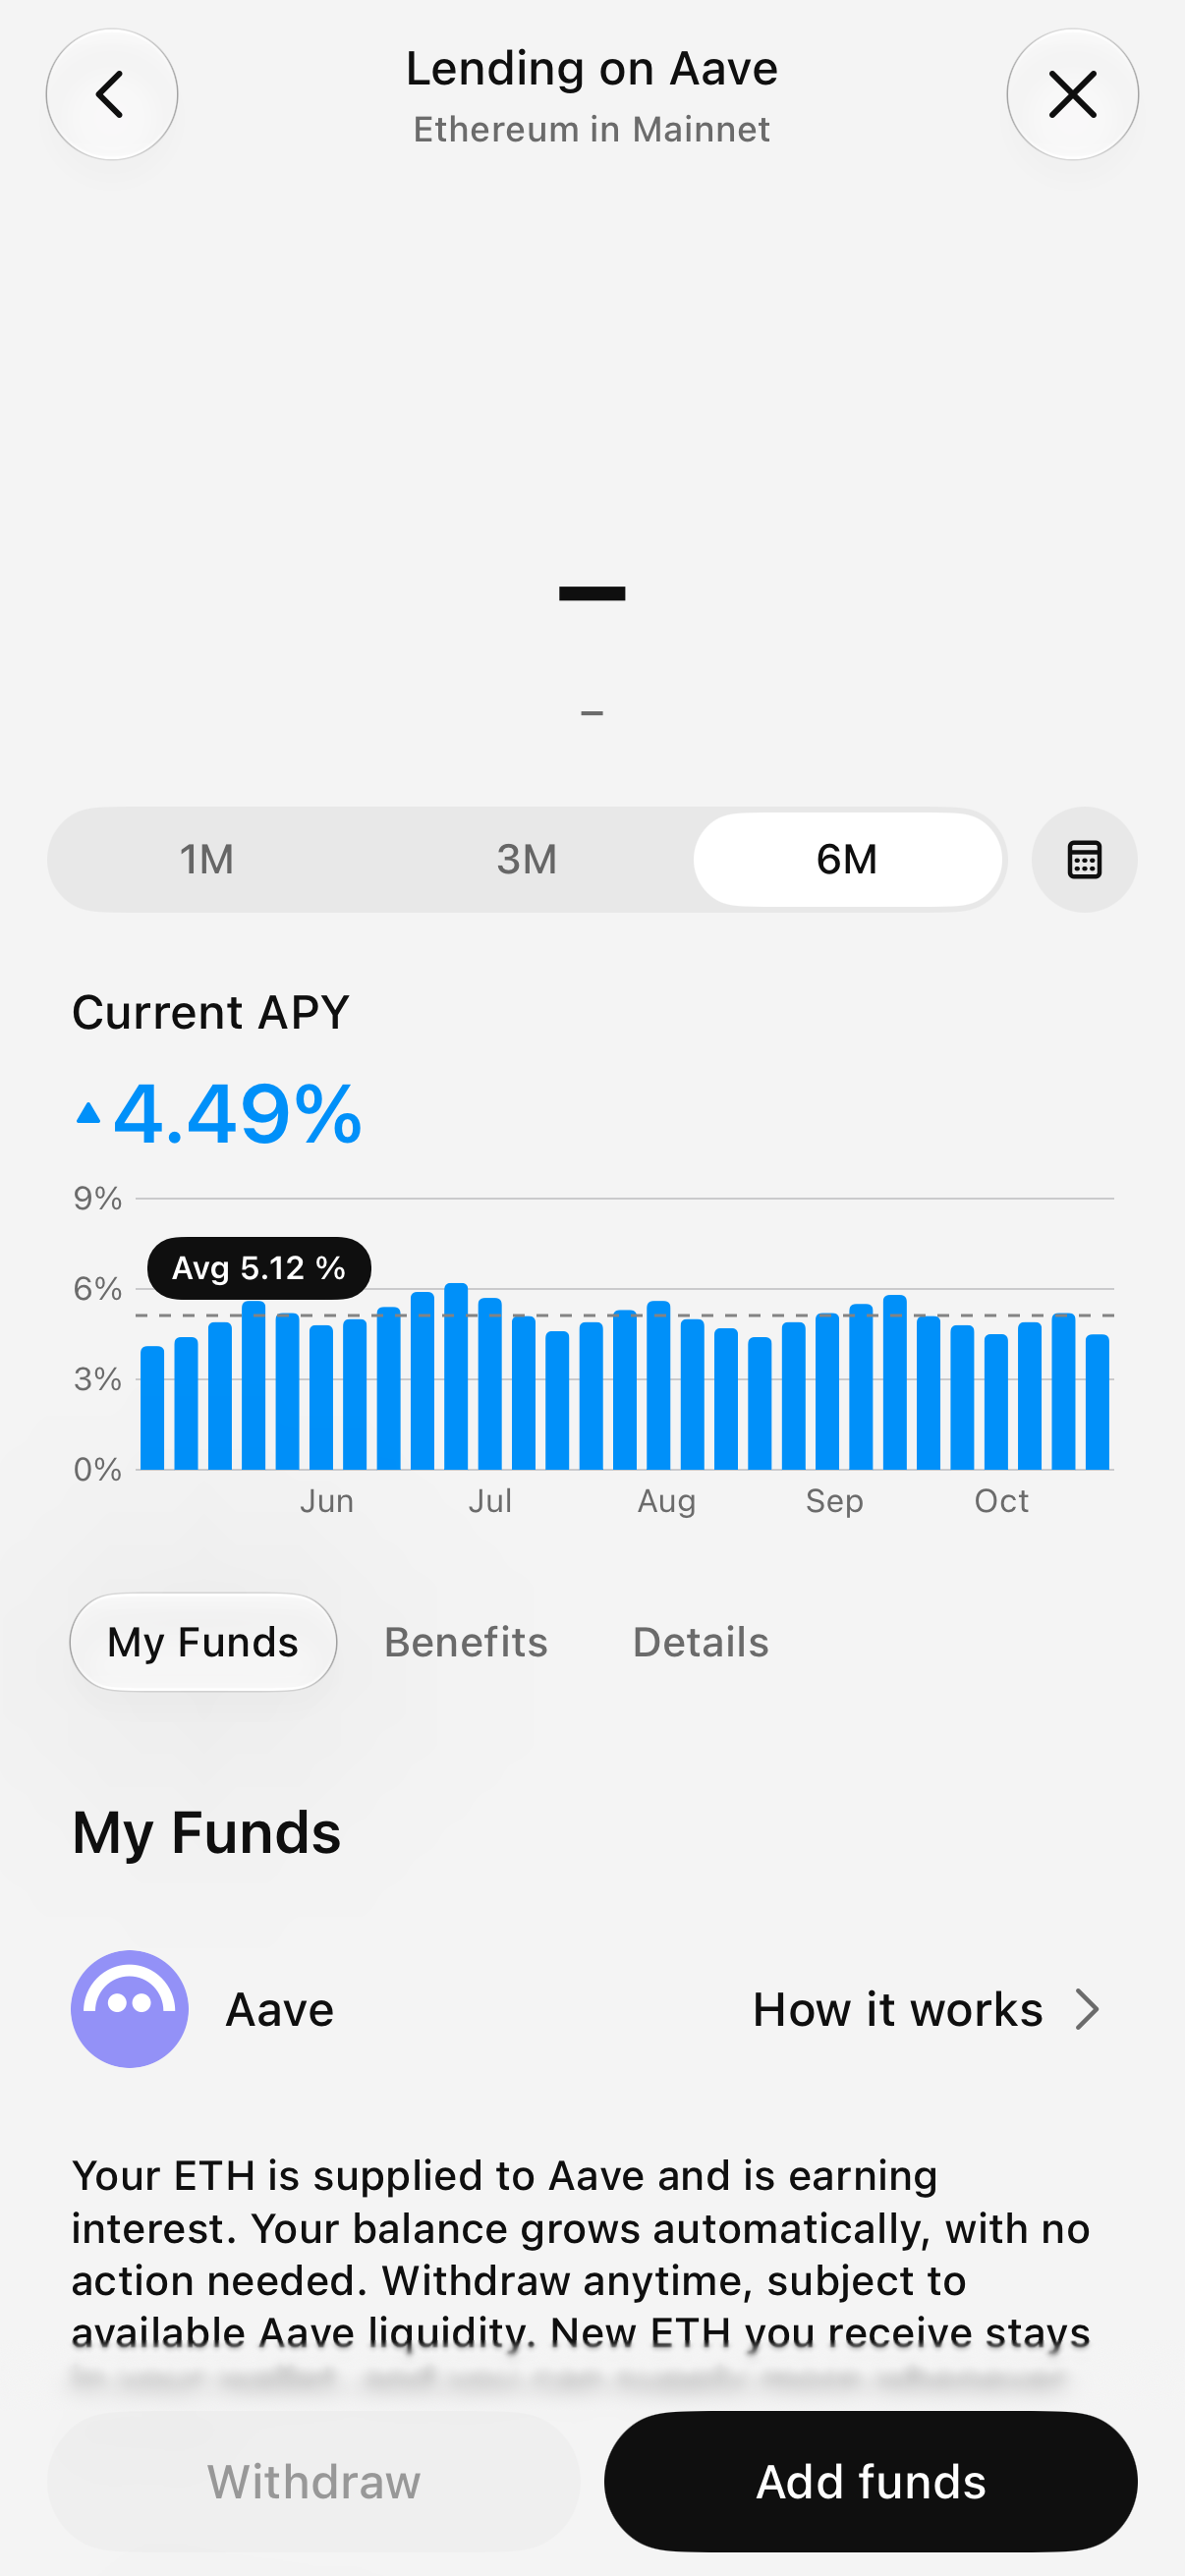 Lending on Aave
Ethereum in Mainnet
—
–
1M 3M 6M
Current APY
▲4.49%
9%
Avg 5.12 %
6%
3%
0%
Jun Jul Aug Sep Oct
My Funds Benefits Details
My Funds
Aave How it works
Your ETH is supplied to Aave and is earning
interest. Your balance grows automatically, with no
action needed. Withdraw anytime, subject to
available Aave liquidity. New ETH you receive stays
Withdraw Add funds